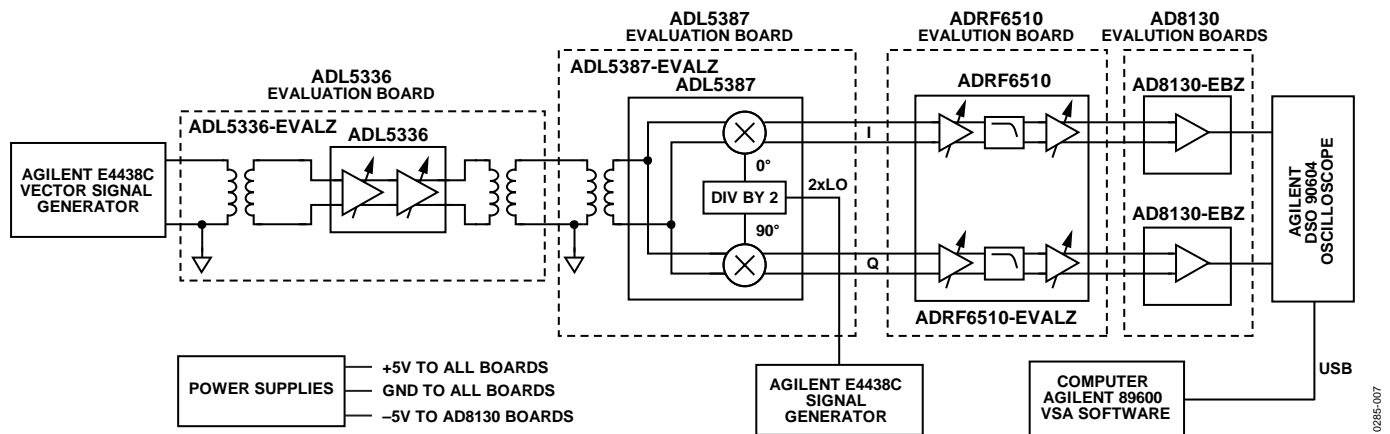 ADL5387
EVALUATION BOARD
ADRF6510
EVALUATION BOARD
AD8130
EVALUTION BOARDS
ADL5336
EVALUATION BOARD
ADL5387-EVALZ
ADL5387
ADRF6510
AD8130-EBZ
ADL5336-EVALZ
ADL5336
AGILENT E4438C
VECTOR SIGNAL
GENERATOR
I
0°
DIV BY 2
2xLO
90°
Q
AD8130-EBZ
AGILENT
DSO 90604
OSCILLOSCOPE
ADRF6510-EVALZ
POWER SUPPLIES
+5V TO ALL BOARDS
GND TO ALL BOARDS
–5V TO AD8130 BOARDS
AGILENT E4438C
SIGNAL
GENERATOR
COMPUTER
AGILENT 89600
VSA SOFTWARE
USB
0285-007